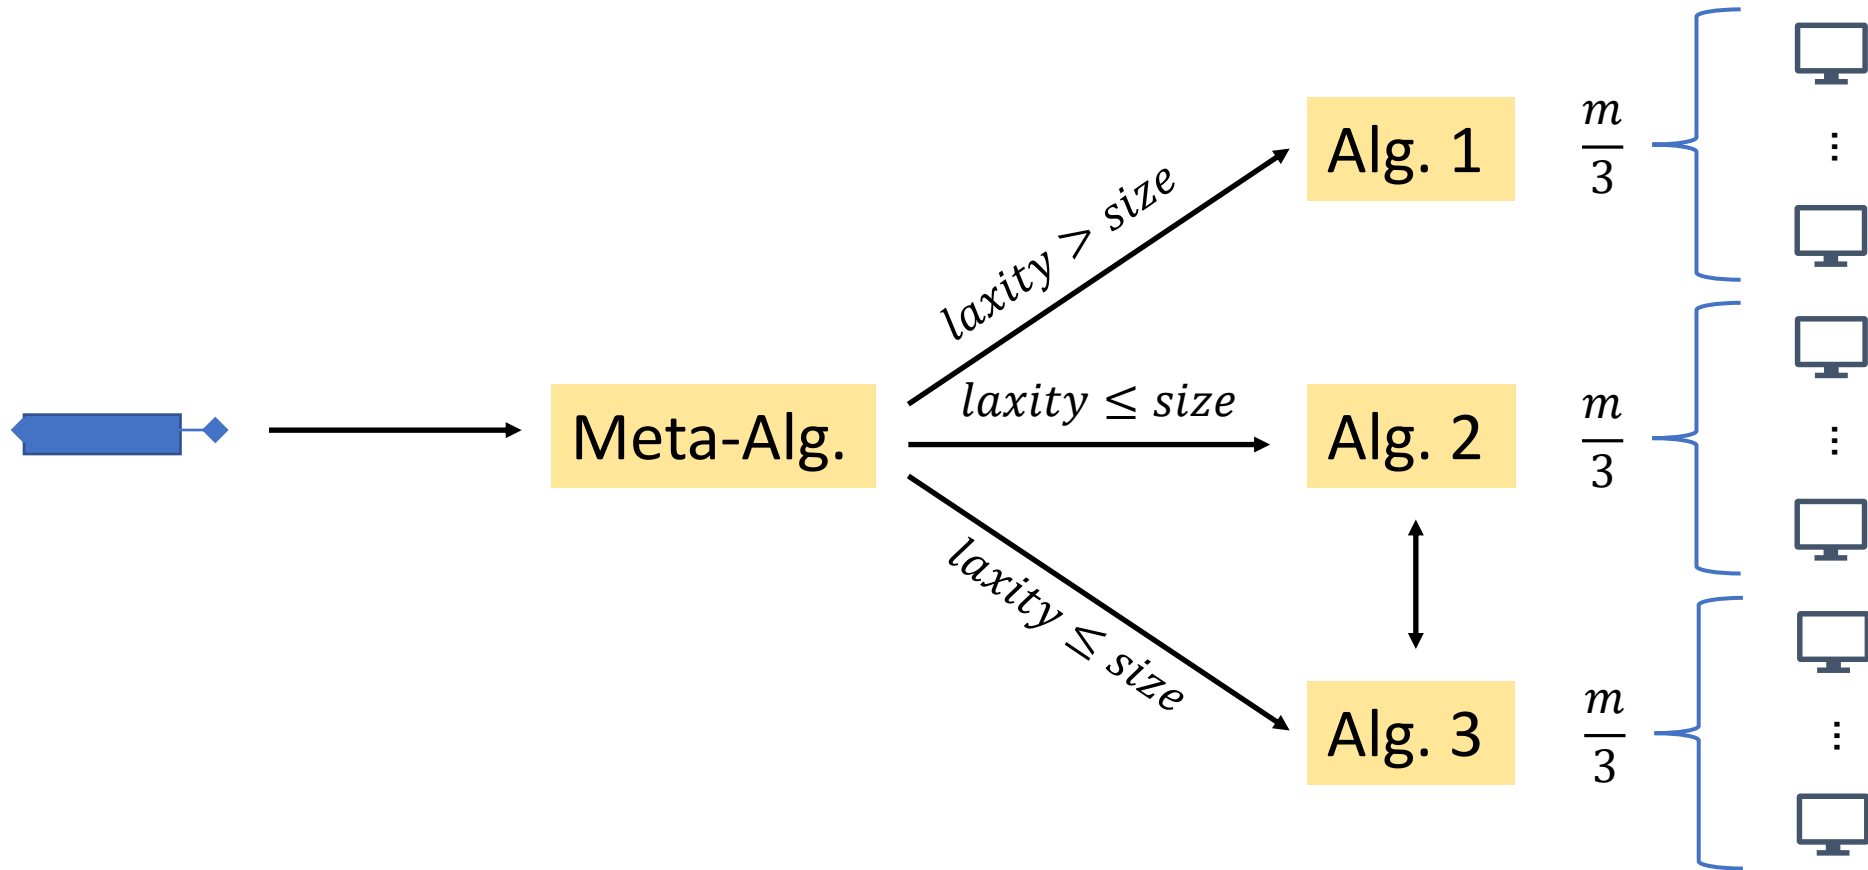 laxity > size
Alg. 1
m
3
...
Meta-Alg.
laxity ≤ size
Alg. 2
m
3
...
laxity ≤ size
Alg. 3
m
3
...